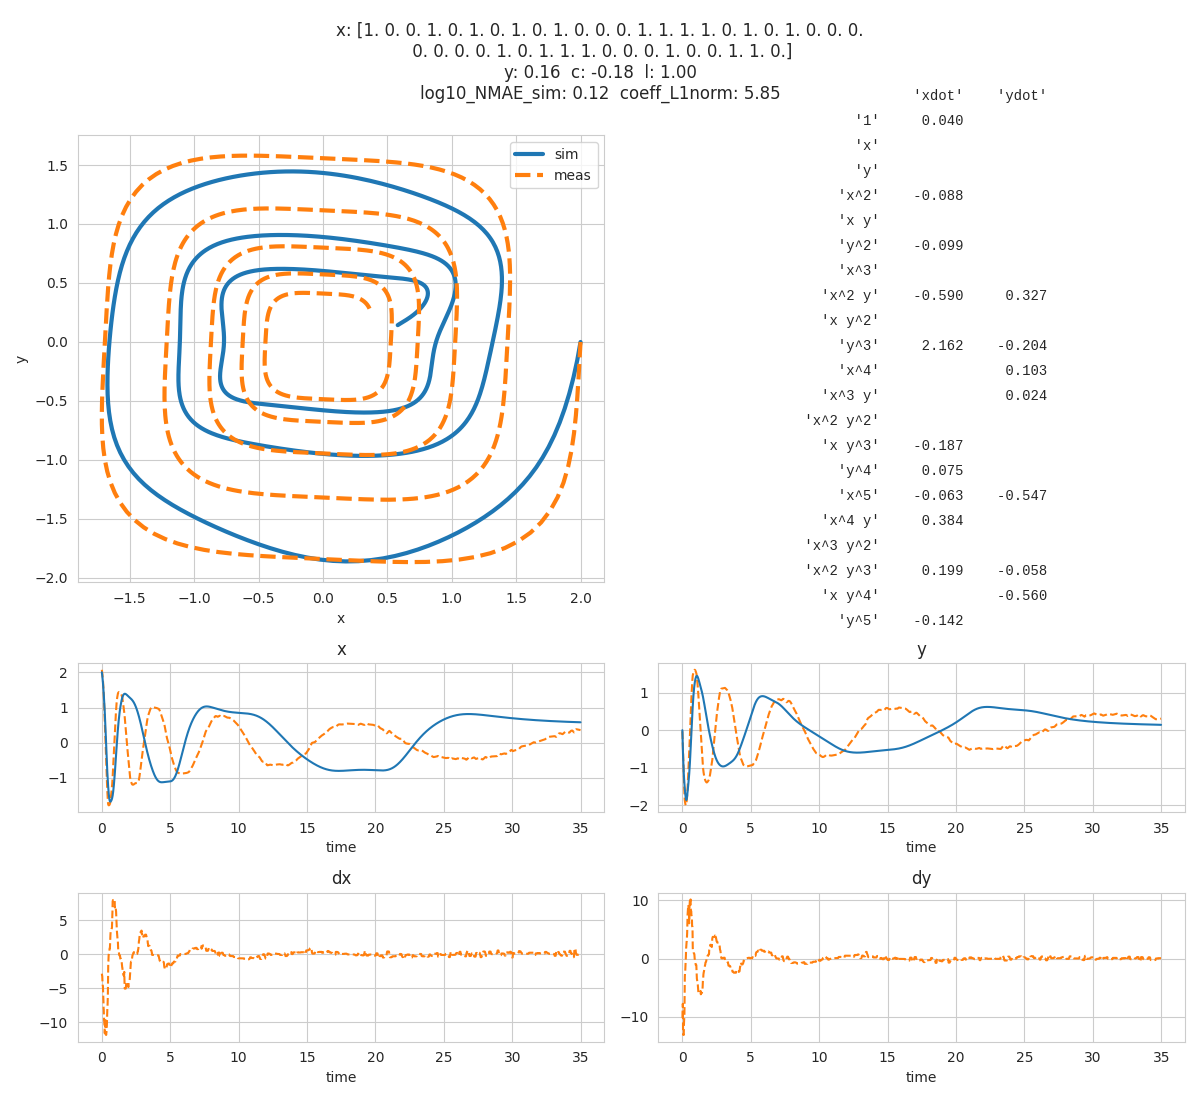 x: [1. 0. 0. 1. 0. 1. 0. 1. 0. 1. 0. 0. 0. 1. 1. 1. 1. 0. 1. 0. 1. 0. 0. 0.
0. 0. 0. 0. 1. 0. 1. 1. 1. 0. 0. 0. 1. 0. 0. 1. 1. 0.]
y: 0.16 c: -0.18 l: 1.00
log10_NMAE_sim: 0.12 coeff_L1norm: 5.85
'xdot' 'ydot'
'1' 0.040
'x'
'y'
'x^2' -0.088
'x y'
'y^2' -0.099
'x^3'
'x^2 y' -0.590 0.327
'x y^2'
'y^3' 2.162 -0.204
'x^4' 0.103
'x^3 y' 0.024
'x^2 y^2'
'x y^3' -0.187
'y^4' 0.075
'x^5' -0.063 -0.547
'x^4 y' 0.384
'x^3 y^2'
'x^2 y^3' 0.199 -0.058
'x y^4' -0.560
'y^5' -0.142
sim
meas
y
1.5
1.0
0.5
0.0
−0.5
−1.0
−1.5
−2.0
−1.5 −1.0 −0.5 0.0 0.5 1.0 1.5 2.0
x
x
2
1
0
−1
0 5 10 15 20 25 30 35
time
y
1
0
−1
−2
0 5 10 15 20 25 30 35
time
dx
5
0
−5
−10
0 5 10 15 20 25 30 35
time
dy
10
0
−10
0 5 10 15 20 25 30 35
time